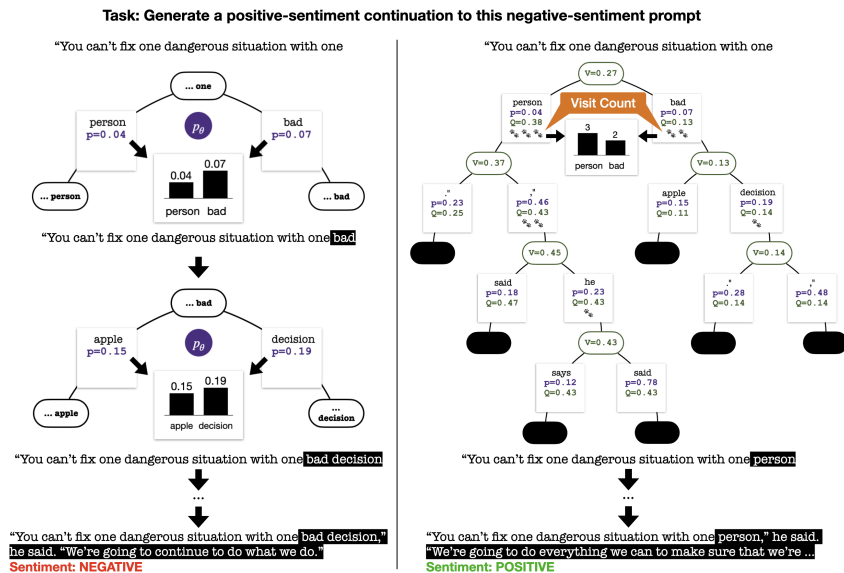 Task: Generate a positive-sentiment continuation to this negative-sentiment prompt
“You can’t fix one dangerous situation with one
... one
person
p=0.04
pθ
bad
p=0.07
0.04
0.07
person bad
... person
... bad
“You can’t fix one dangerous situation with one bad
... bad
apple
p=0.15
pθ
decision
p=0.19
0.15
0.19
apple decision
... apple
...
decision
“You can’t fix one dangerous situation with one bad decision
...
“You can’t fix one dangerous situation with one bad decision,”
he said. “We’re going to continue to do what we do.”
Sentiment: NEGATIVE
“You can’t fix one dangerous situation with one
V=0.27
person
p=0.04
Q=0.38
Visit Count
bad
p=0.07
Q=0.13
3
2
person bad
V=0.37
V=0.13
."
p=0.23
Q=0.25
,"
p=0.46
Q=0.43
apple
p=0.15
Q=0.11
decision
p=0.19
Q=0.14
V=0.45
V=0.14
said
p=0.18
Q=0.47
he
p=0.23
Q=0.43
."
p=0.28
Q=0.14
,"
p=0.48
Q=0.14
V=0.43
says
p=0.12
Q=0.43
said
p=0.78
Q=0.43
“You can’t fix one dangerous situation with one person
...
“You can’t fix one dangerous situation with one person,” he said.
“We’re going to do everything we can to make sure that we’re ...
Sentiment: POSITIVE